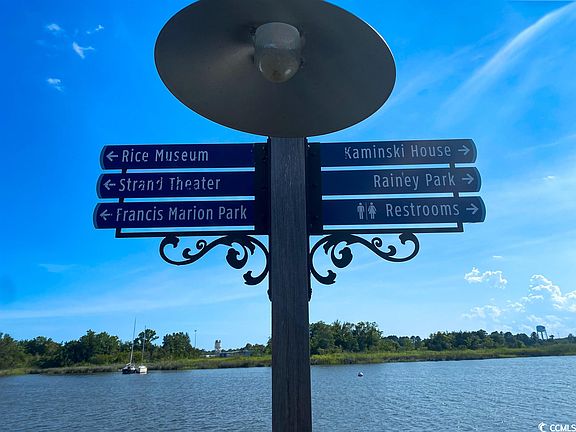 ← Rice Museum
← Strand Theater
← Francis Marion Park
Kaminski House →
Rainey Park →
Restrooms →
CCMLS